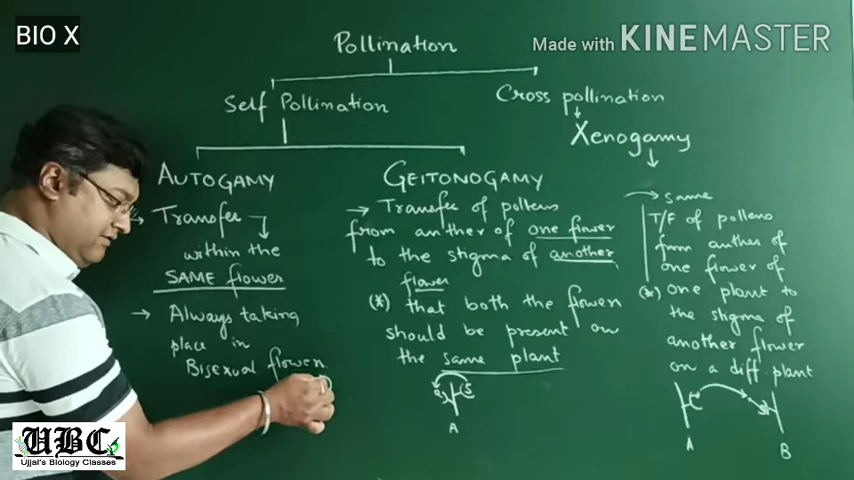 BIO X
Made with KINEMASTER
Pollination
Self Pollination
Cross pollination
Xenogamy
AUTOGAMY
Transfer
within the
SAME flower
Always taking
place in
Bisexual flower
GEITONOGAMY
Transfer of pollens
from anther of one flower
to the stigma of another
flower
(*) that both the flower
should be present on
the same plant
A
same
T/F of pollens
from anther of
one flower of
(*) one plant to
the stigma of
another flower
on a diff plant
A
B
UBC
Ujjal's Biology Classes